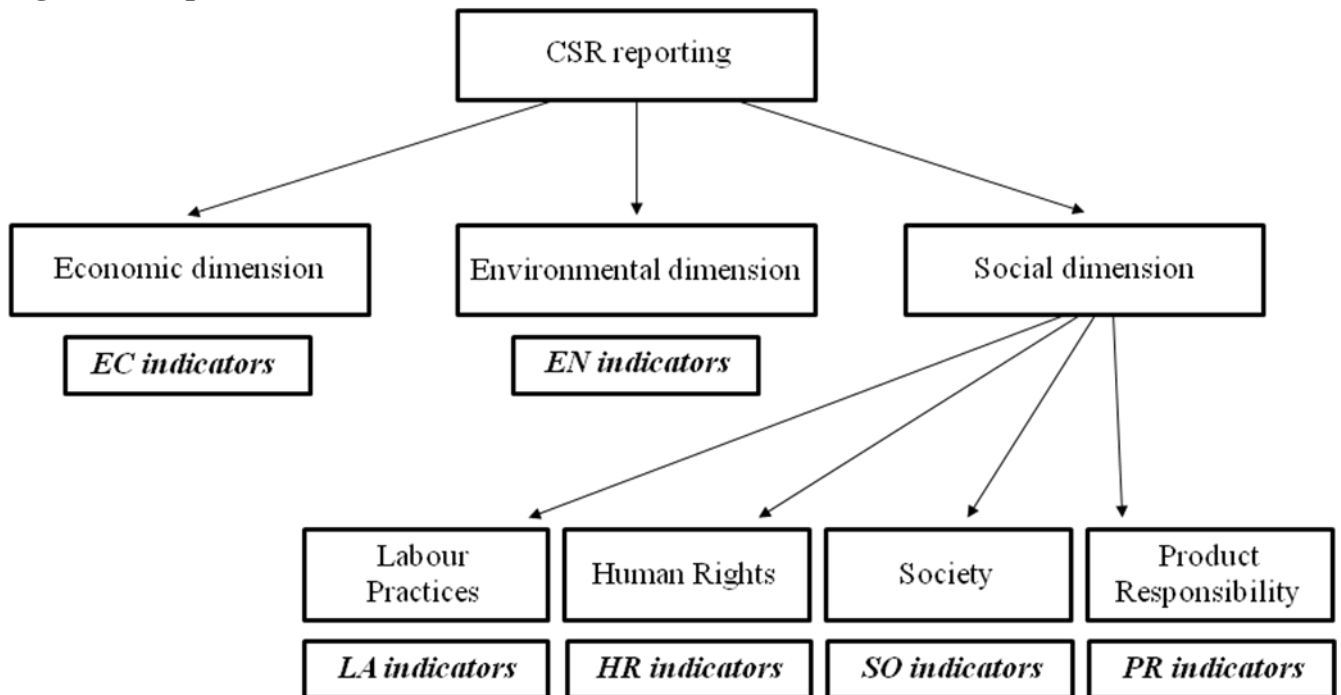 CSR reporting
Economic dimension
Environmental dimension
Social dimension
EC indicators
EN indicators
Labour
Practices
Human Rights
Society
Product
Responsibility
LA indicators
HR indicators
SO indicators
PR indicators